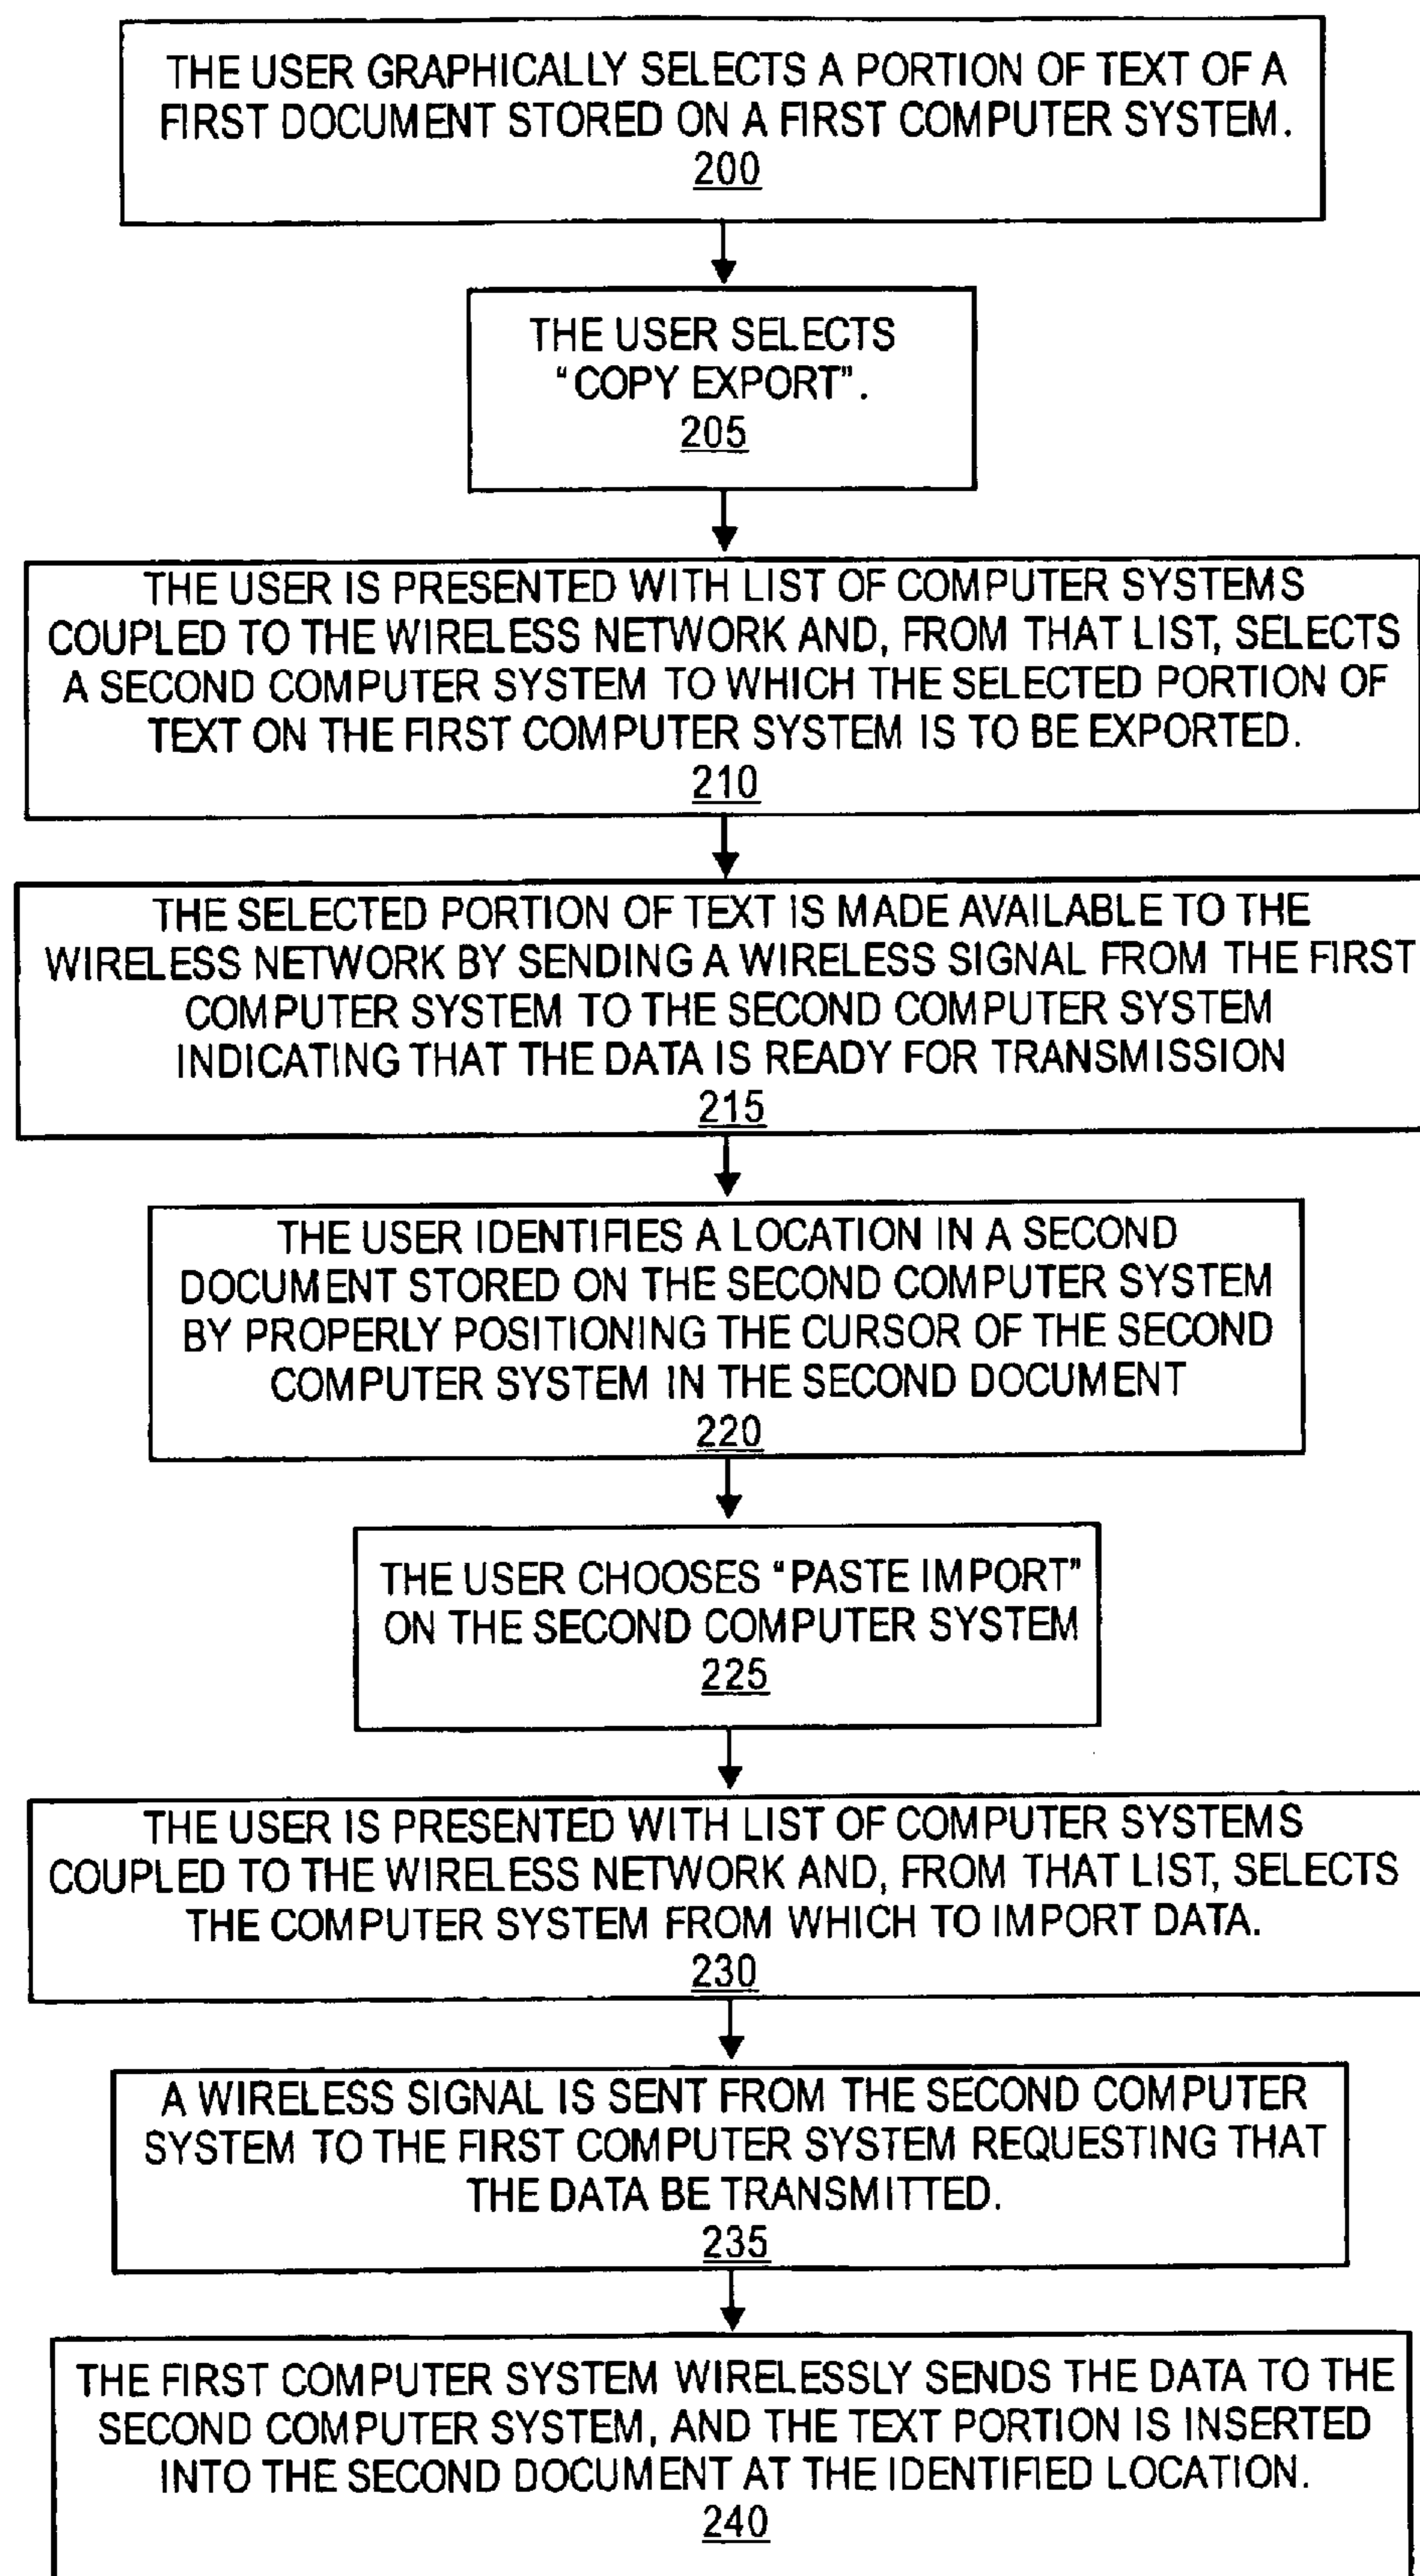 THE USER GRAPHICALLY SELECTS A PORTION OF TEXT OF A
FIRST DOCUMENT STORED ON A FIRST COMPUTER SYSTEM.
200
THE USER SELECTS
"COPY EXPORT".
205
THE USER IS PRESENTED WITH LIST OF COMPUTER SYSTEMS
COUPLED TO THE WIRELESS NETWORK AND, FROM THAT LIST, SELECTS
A SECOND COMPUTER SYSTEM TO WHICH THE SELECTED PORTION OF
TEXT ON THE FIRST COMPUTER SYSTEM IS TO BE EXPORTED.
210
THE SELECTED PORTION OF TEXT IS MADE AVAILABLE TO THE
WIRELESS NETWORK BY SENDING A WIRELESS SIGNAL FROM THE FIRST
COMPUTER SYSTEM TO THE SECOND COMPUTER SYSTEM
INDICATING THAT THE DATA IS READY FOR TRANSMISSION
215
THE USER IDENTIFIES A LOCATION IN A SECOND
DOCUMENT STORED ON THE SECOND COMPUTER SYSTEM
BY PROPERLY POSITIONING THE CURSOR OF THE SECOND
COMPUTER SYSTEM IN THE SECOND DOCUMENT
220
THE USER CHOOSES "PASTE IMPORT"
ON THE SECOND COMPUTER SYSTEM
225
THE USER IS PRESENTED WITH LIST OF COMPUTER SYSTEMS
COUPLED TO THE WIRELESS NETWORK AND, FROM THAT LIST, SELECTS
THE COMPUTER SYSTEM FROM WHICH TO IMPORT DATA.
230
A WIRELESS SIGNAL IS SENT FROM THE SECOND COMPUTER
SYSTEM TO THE FIRST COMPUTER SYSTEM REQUESTING THAT
THE DATA BE TRANSMITTED.
235
THE FIRST COMPUTER SYSTEM WIRELESSLY SENDS THE DATA TO THE
SECOND COMPUTER SYSTEM, AND THE TEXT PORTION IS INSERTED
INTO THE SECOND DOCUMENT AT THE IDENTIFIED LOCATION.
240